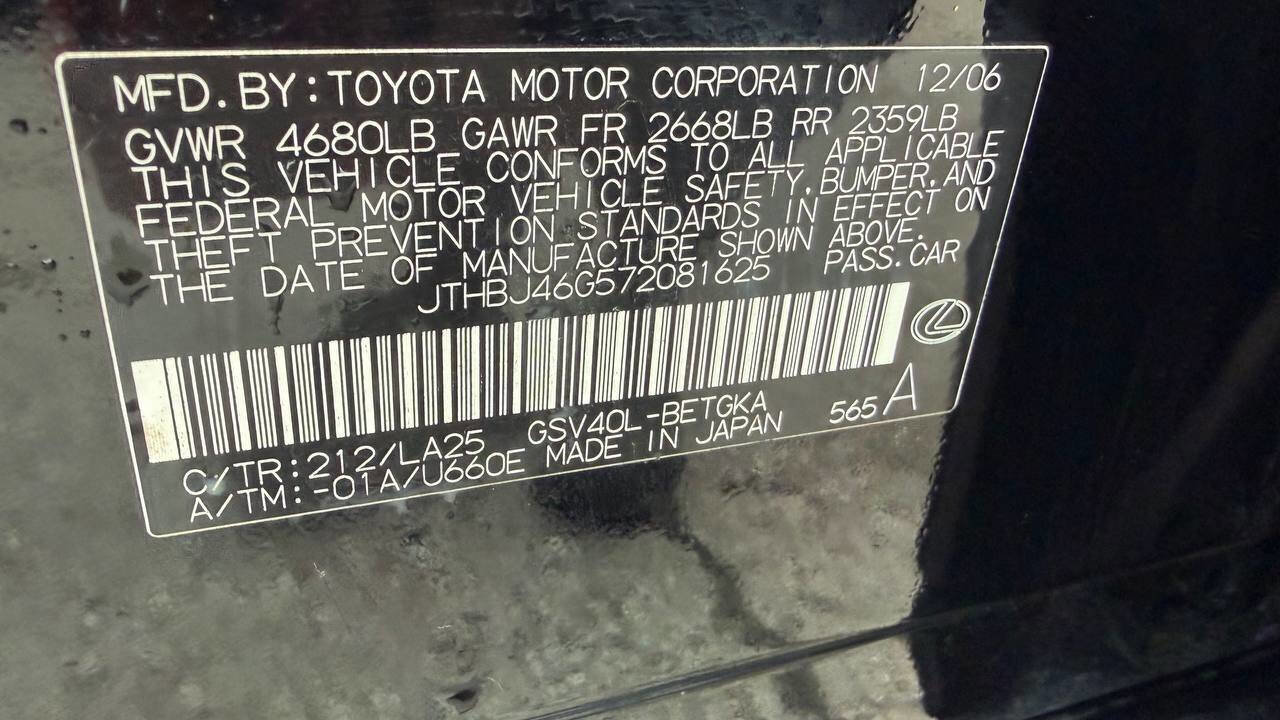 MFD. BY: TOYOTA MOTOR CORPORATION 12/06
GVWR 4680LB GAWR FR 2668LB RR 2359LB
THIS VEHICLE CONFORMS TO ALL APPLICABLE
FEDERAL MOTOR VEHICLE SAFETY, BUMPER, AND
THEFT PREVENTION STANDARDS IN EFFECT ON
THE DATE OF MANUFACTURE SHOWN ABOVE.
JTHBJ46G572081625 PASS. CAR
C/TR: 212/LA25 GSV40L-BETGKA 565 A
A/TM: -01A/U660E MADE IN JAPAN